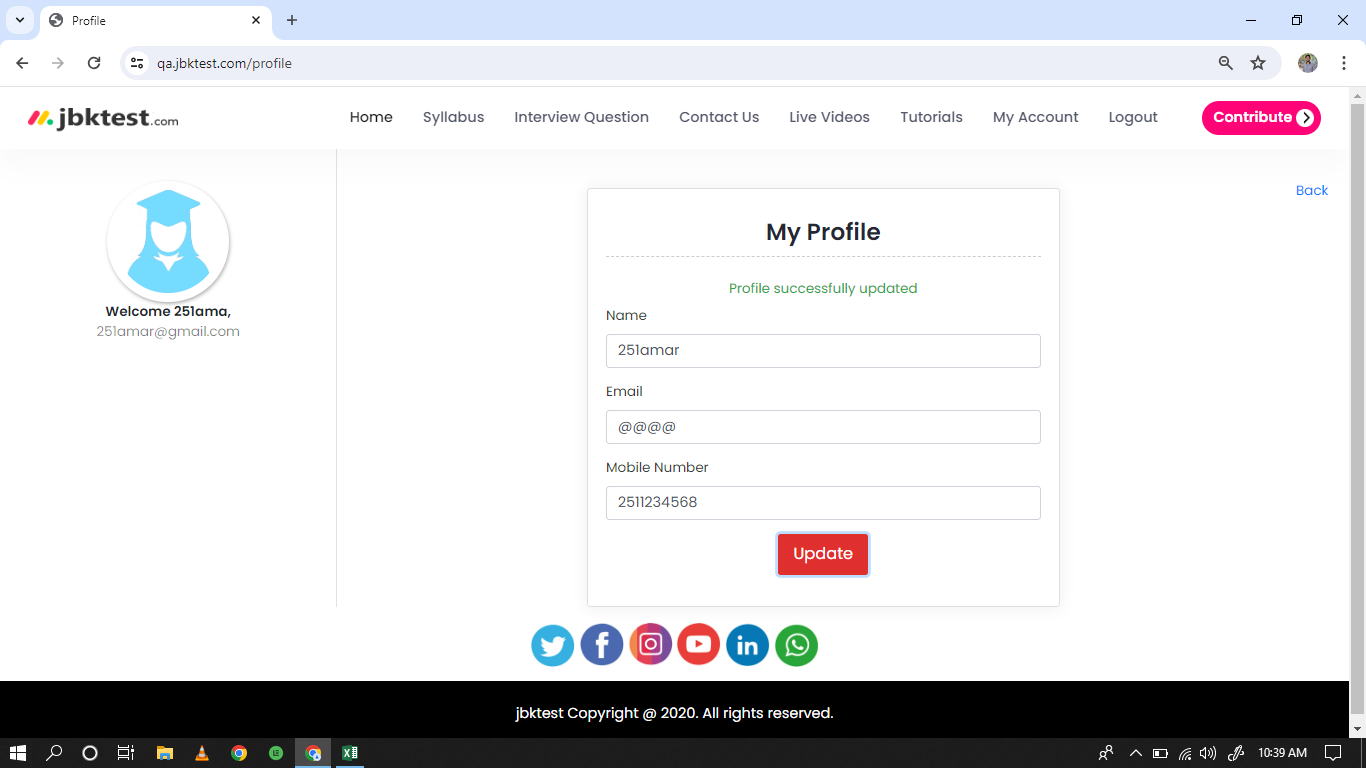 Profile
qa.jbktest.com/profile
jbktest.com
Home
Syllabus
Interview Question
Contact Us
Live Videos
Tutorials
My Account
Logout
Contribute
Welcome 251ama,
251amar@gmail.com
Back
My Profile
Profile successfully updated
Name
251amar
Email
@@@@
Mobile Number
2511234568
Update
jbktest Copyright @ 2020. All rights reserved.
10:39 AM